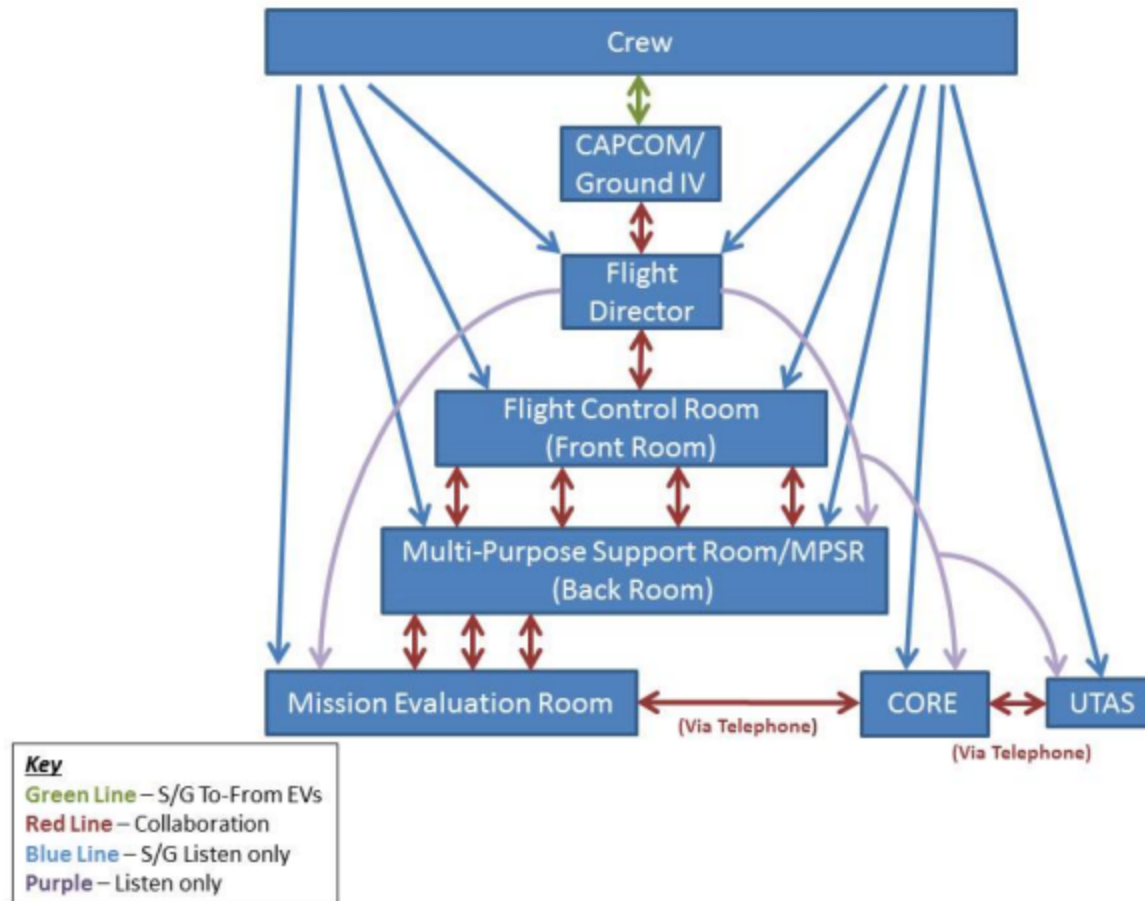 Crew
CAPCOM/
Ground IV
Flight
Director
Flight Control Room
(Front Room)
Multi-Purpose Support Room/MPSR
(Back Room)
Mission Evaluation Room
(Via Telephone)
CORE
(Via Telephone)
UTAS
Key
Green Line – S/G To-From EVs
Red Line – Collaboration
Blue Line – S/G Listen only
Purple – Listen only